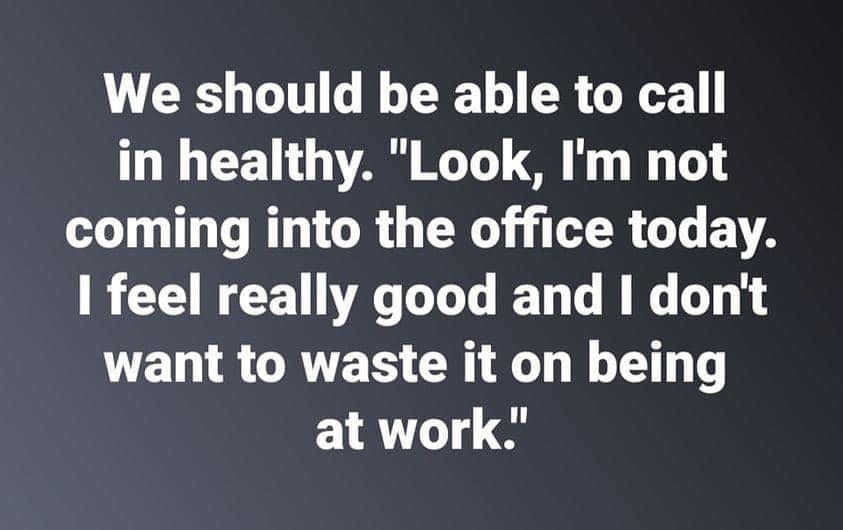 We should be able to call
in healthy. "Look, I'm not
coming into the office today.
I feel really good and I don't
want to waste it on being
at work."